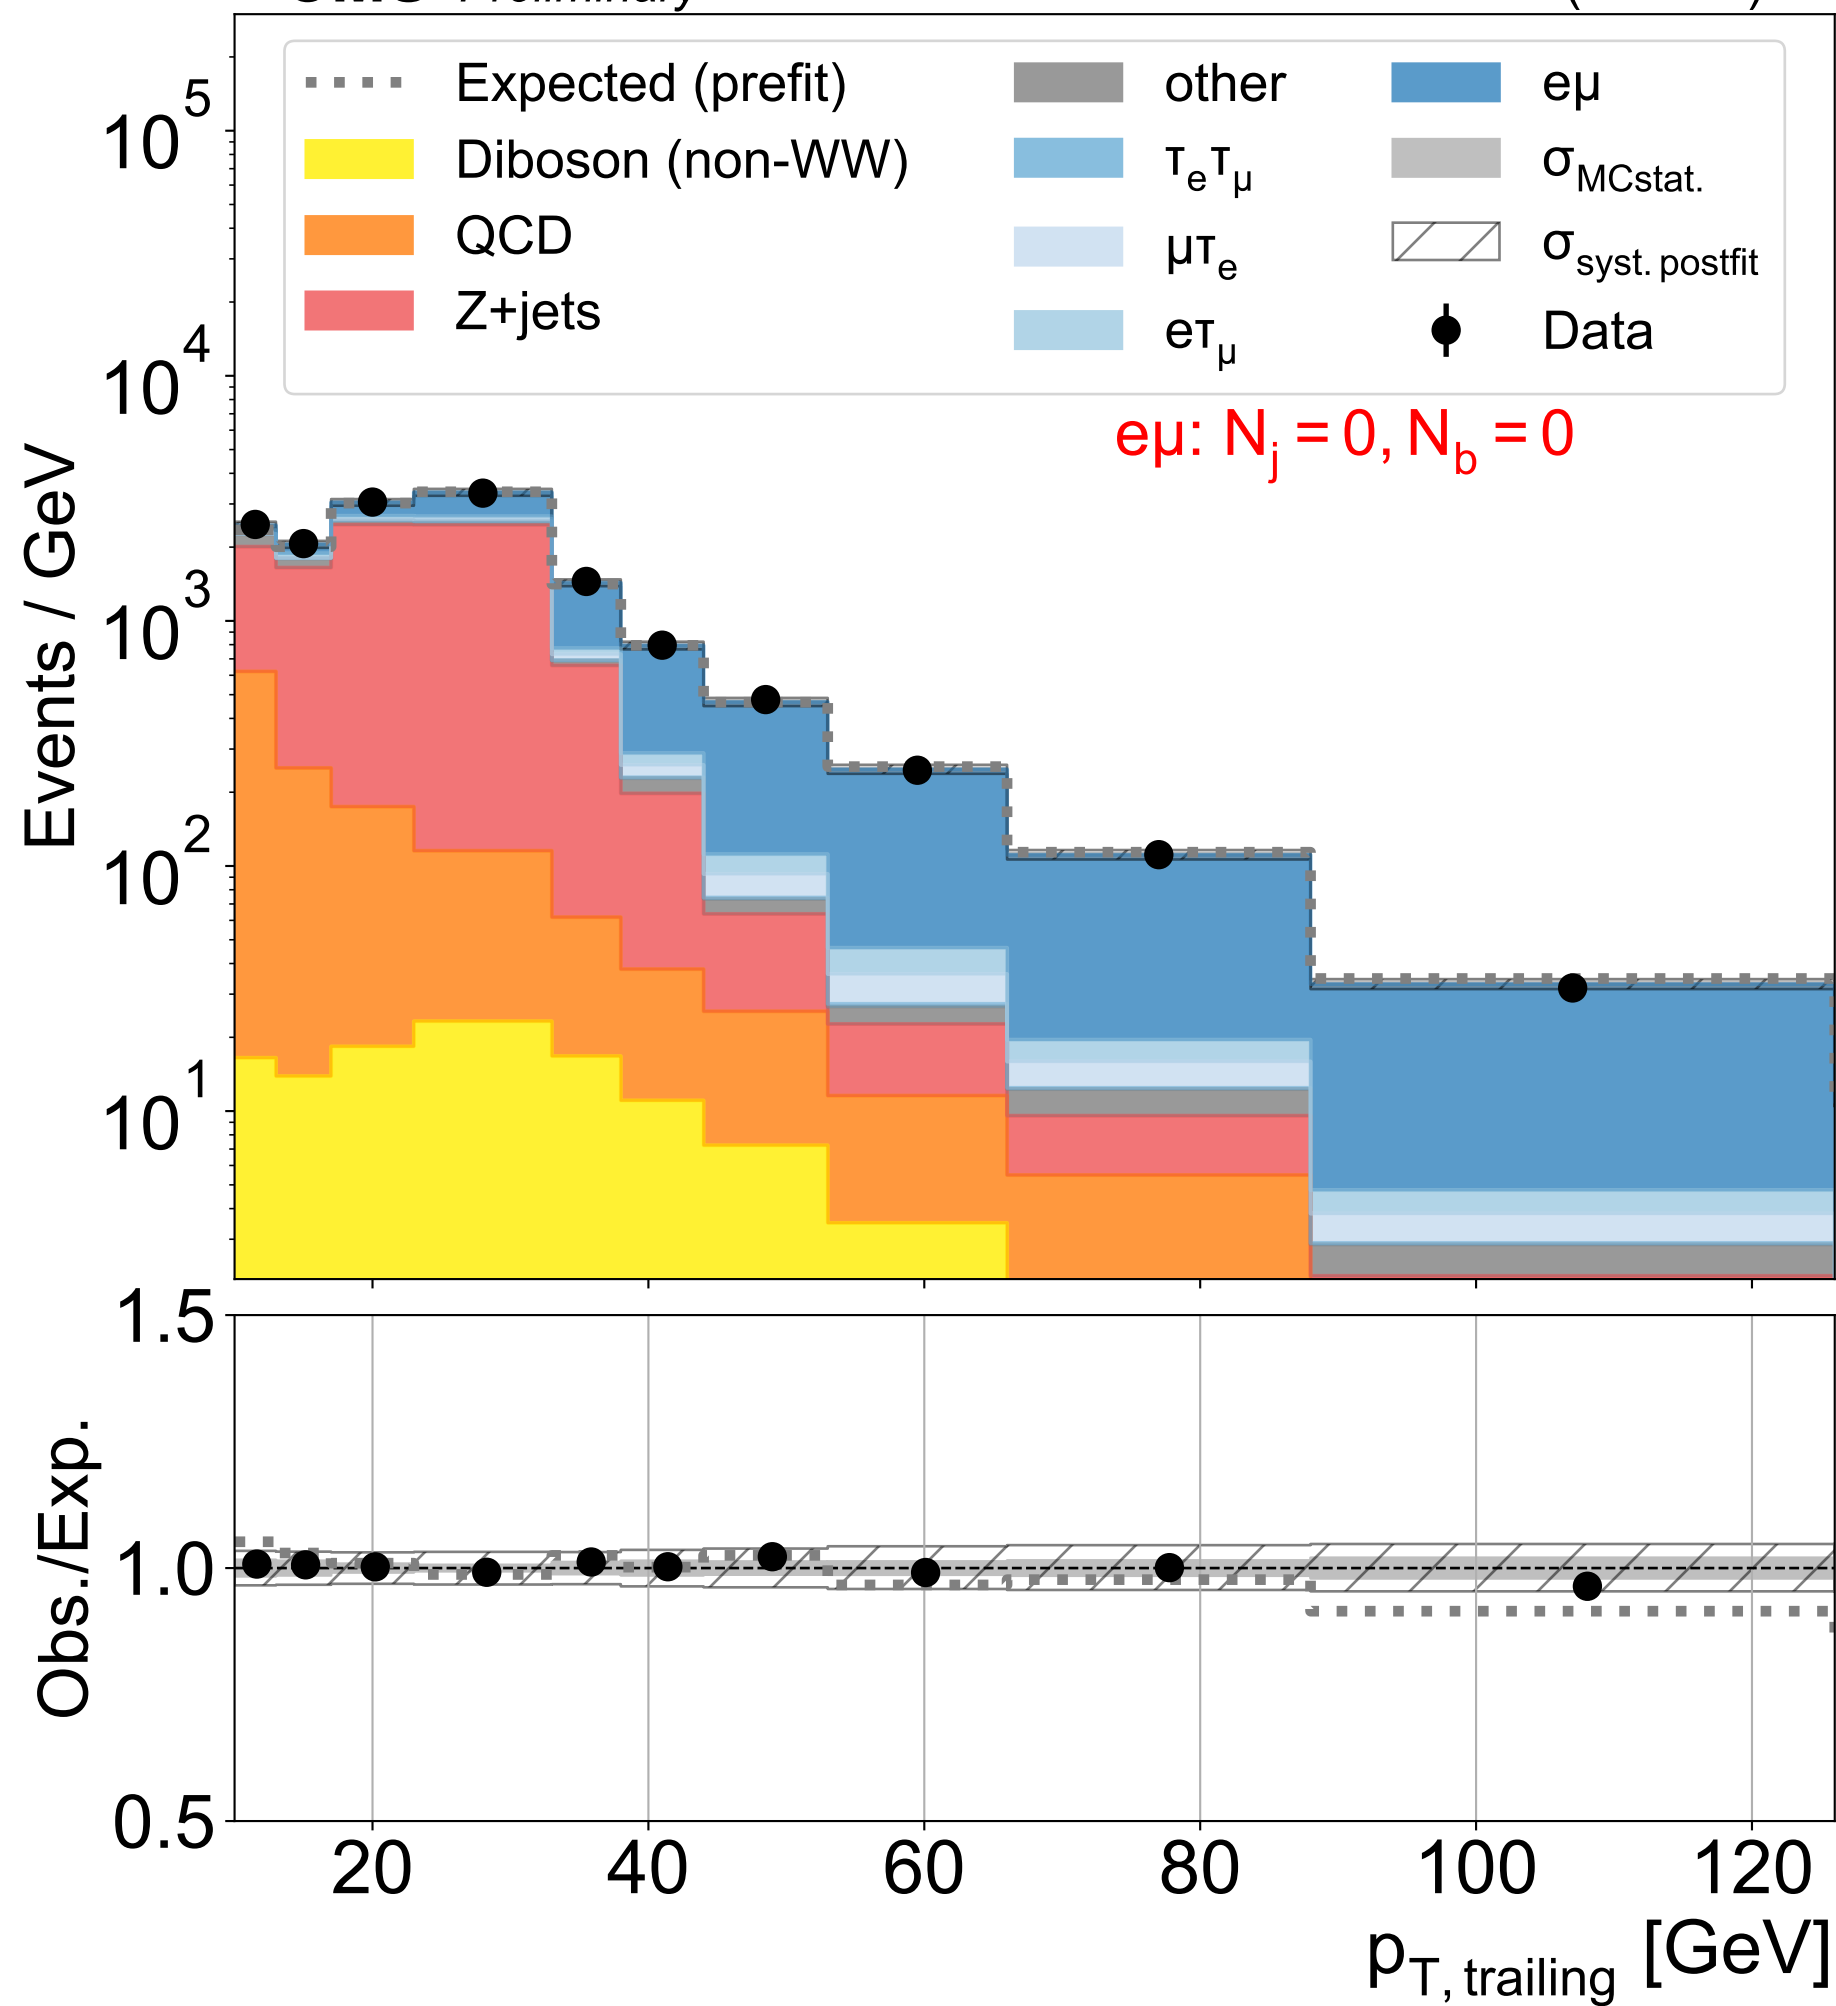 Preliminary
Expected (prefit)
Diboson (non-WW)
QCD
Z+jets
other
τeτμ
μτe
eτμ
eμ
σMCstat.
σsyst. postfit
Data
eμ: Nj = 0, Nb = 0
Events / GeV
10^5
10^4
10^3
10^2
10^1
Obs./Exp.
1.5
1.0
0.5
20 40 60 80 100 120
pT, trailing [GeV]